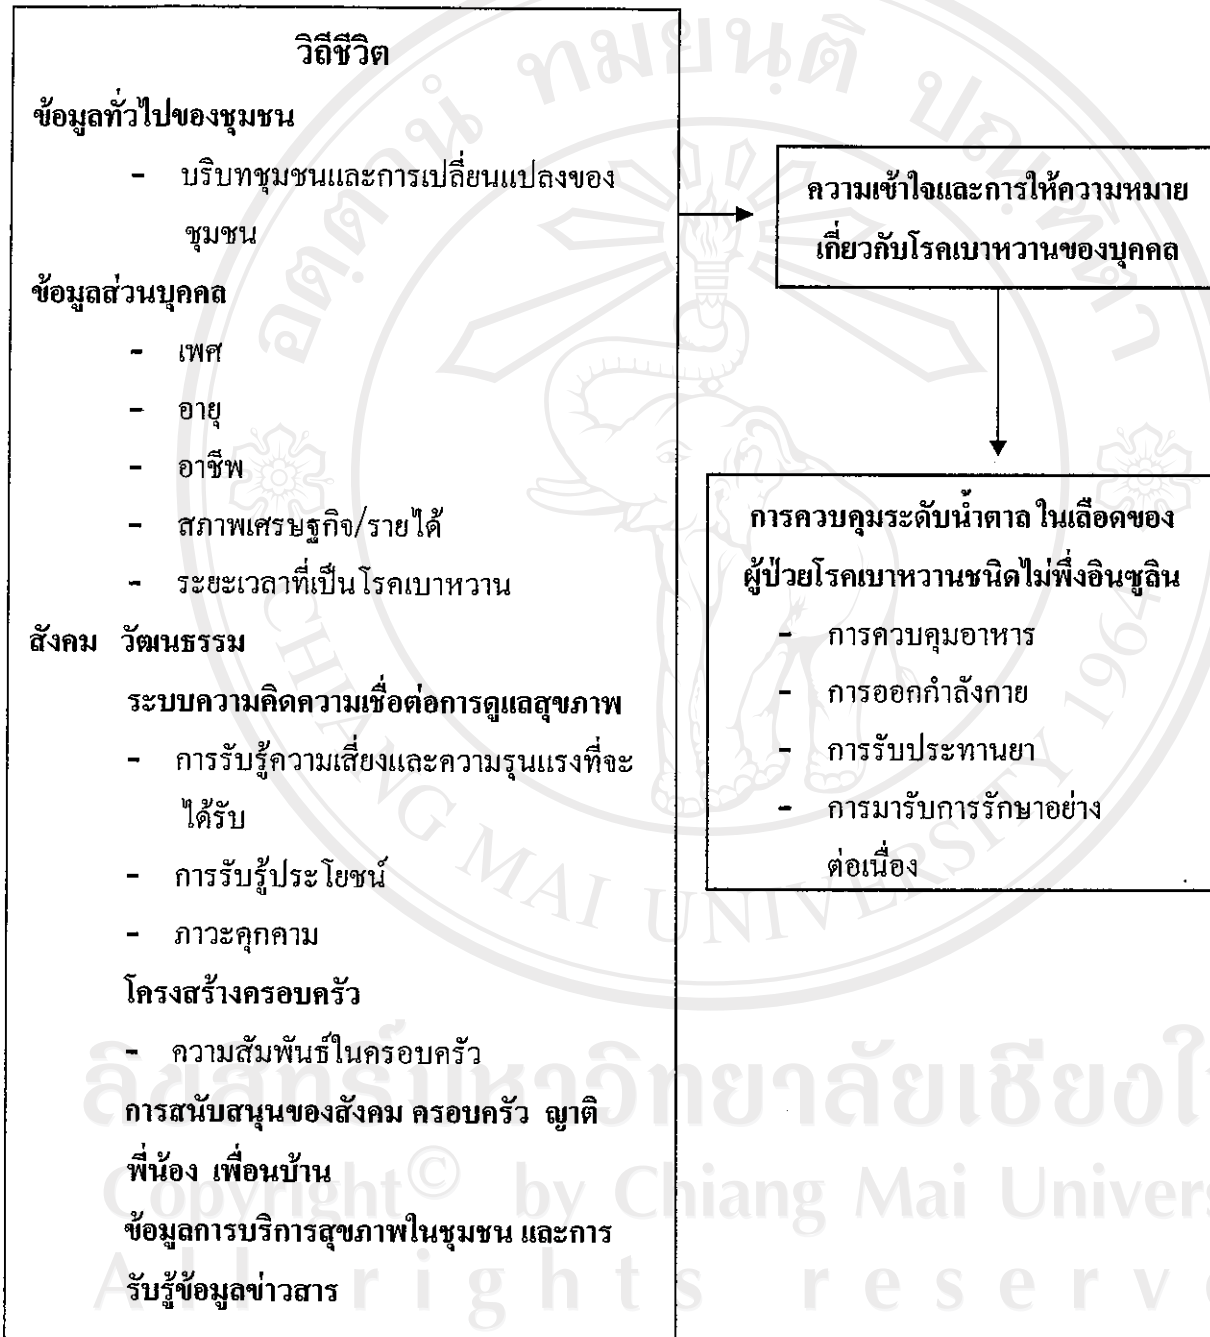 วิถีชีวิต
ข้อมูลทั่วไปของชุมชน
- บริบทชุมชนและการเปลี่ยนแปลงของ
ชุมชน
ข้อมูลส่วนบุคคล
- เพศ
- อายุ
- อาชีพ
- สภาพเศรษฐกิจ/รายได้
- ระยะเวลาที่เป็นโรคเบาหวาน
สังคม วัฒนธรรม
ระบบความคิดความเชื่อต่อการดูแลสุขภาพ
- การรับรู้ความเสี่ยงและความรุนแรงที่จะ
ได้รับ
- การรับรู้ประโยชน์
- ภาวะคุกคาม
โครงสร้างครอบครัว
- ความสัมพันธ์ในครอบครัว
การสนับสนุนของสังคม ครอบครัว ญาติ
พี่น้อง เพื่อนบ้าน
ข้อมูลการบริการสุขภาพในชุมชน และการ
รับรู้ข้อมูลข่าวสาร
ความเข้าใจและการให้ความหมาย
เกี่ยวกับโรคเบาหวานของบุคคล
การควบคุมระดับน้ำตาลในเลือดของ
ผู้ป่วยโรคเบาหวานชนิดไม่พึ่งอินซูลิน
- การควบคุมอาหาร
- การออกกำลังกาย
- การรับประทานยา
- การมารับการรักษาอย่าง
ต่อเนื่อง
อตฺตานํ ทมยนฺติ ปณฺฑิตา
CHIANG MAI UNIVERSITY 1964
ลิขสิทธิ์มหาวิทยาลัยเชียงให
Copyright© by Chiang Mai Univers
All rights reserve